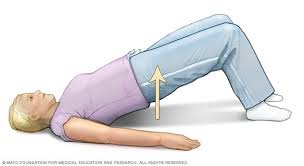 © MAYO FOUNDATION FOR MEDICAL EDUCATION AND RESEARCH. ALL RIGHTS RESERVED.